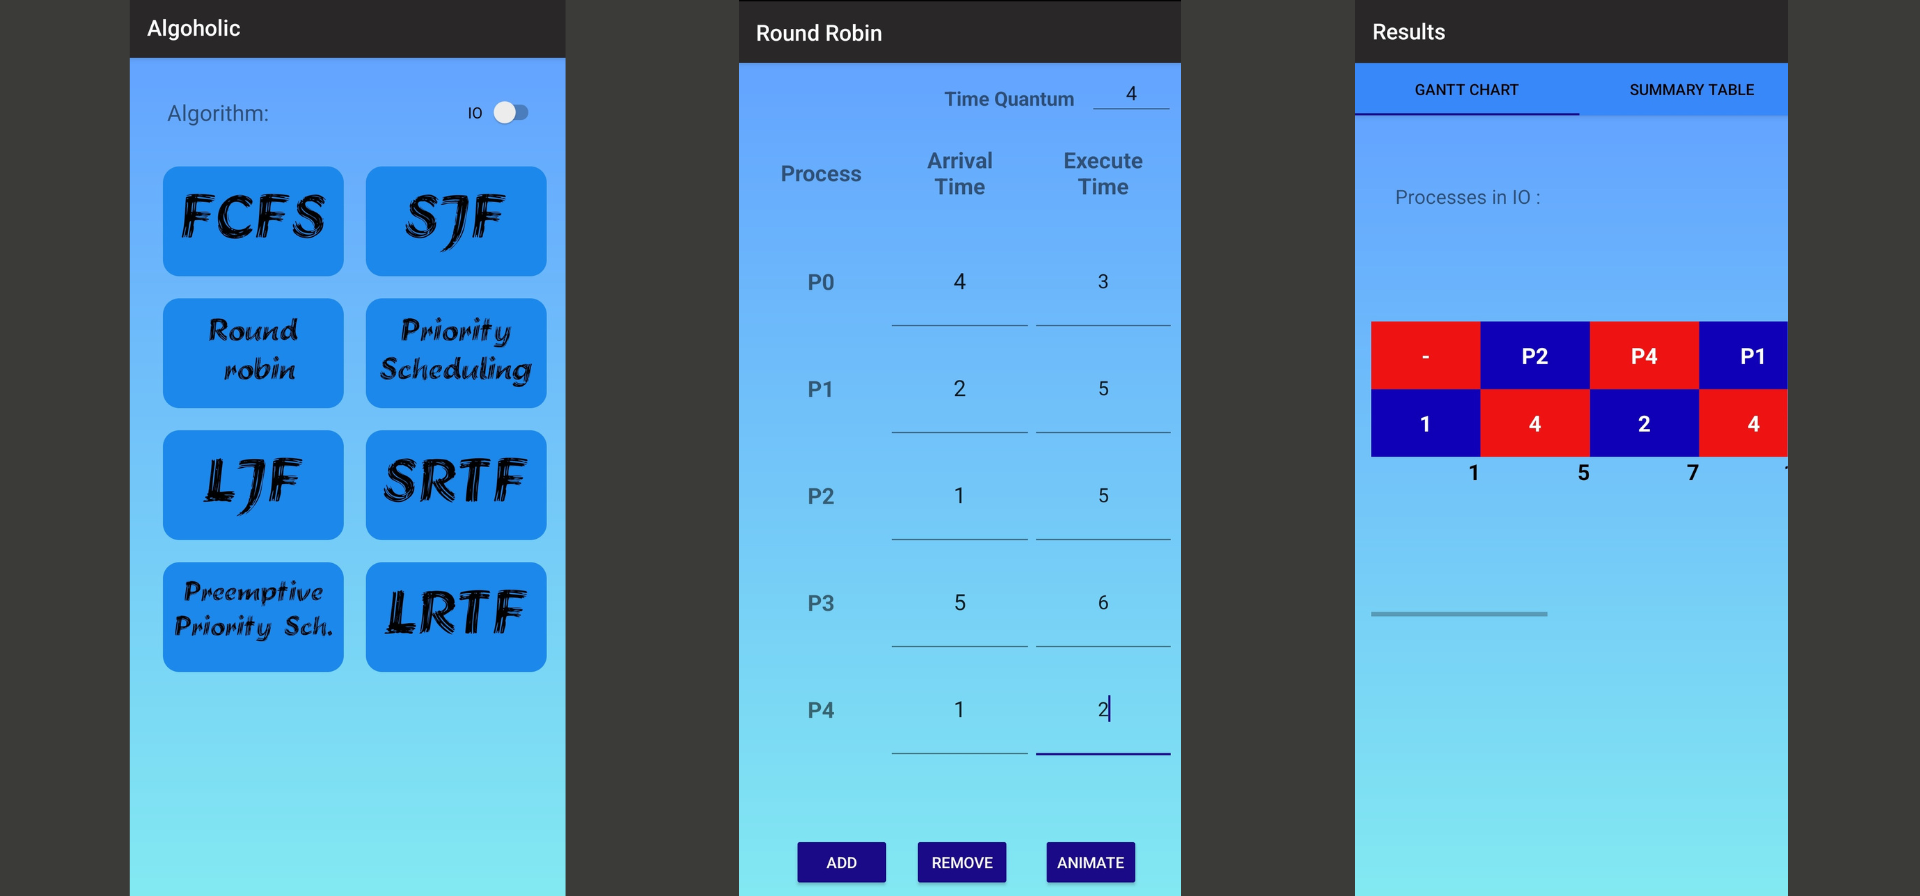 Algoholic
Algorithm:
IO
FCFS
SJF
Round
robin
Priority
Scheduling
LJF
SRTF
Preemptive
Priority Sch.
LRTF
Round Robin
Time Quantum 4
Process
Arrival
Time
Execute
Time
P0 4 3
P1 2 5
P2 1 5
P3 5 6
P4 1 2
ADD REMOVE ANIMATE
Results
GANTT CHART SUMMARY TABLE
Processes in IO :
- P2 P4 P1
1 4 2 4
1 5 7